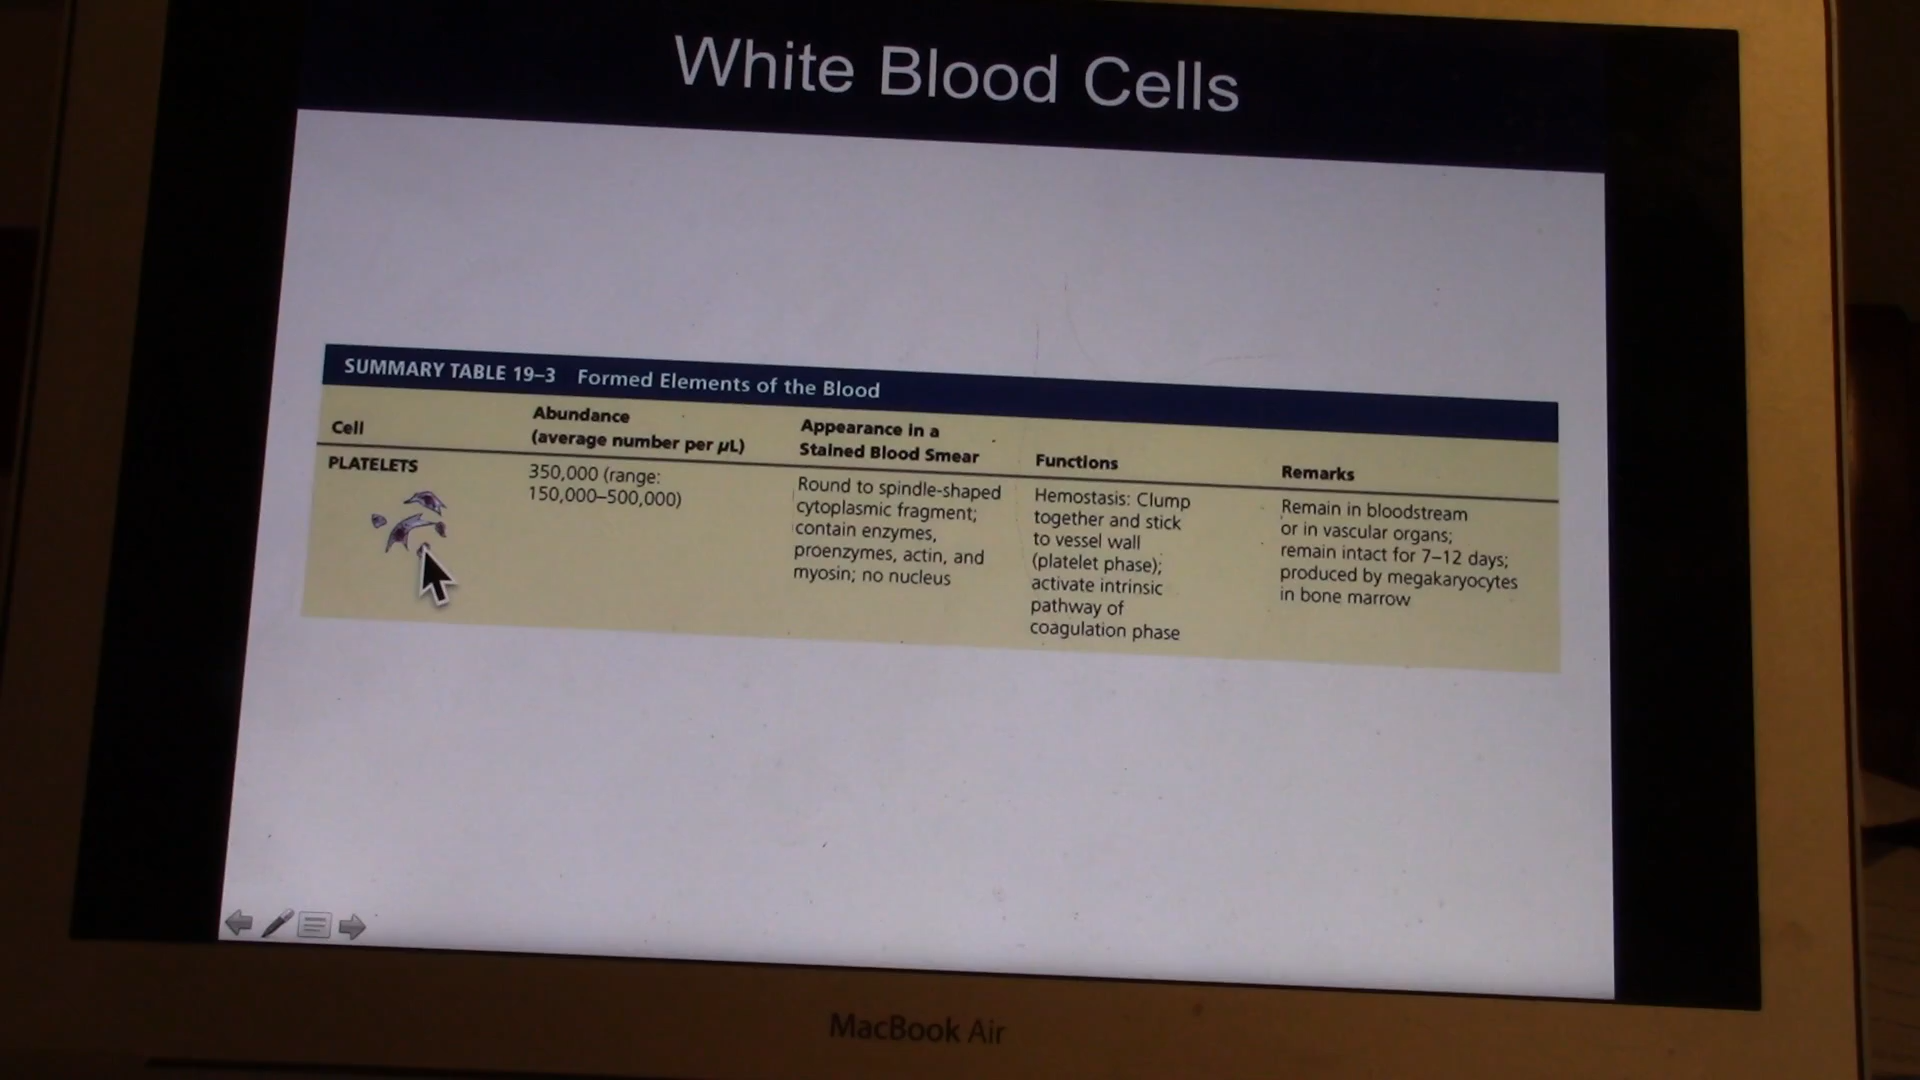 White Blood Cells
SUMMARY TABLE 19–3 Formed Elements of the Blood
Cell
Abundance
(average number per µL)
Appearance in a
Stained Blood Smear
Functions
Remarks
PLATELETS
350,000 (range:
150,000–500,000)
Round to spindle-shaped
cytoplasmic fragment;
contain enzymes,
proenzymes, actin, and
myosin; no nucleus
Hemostasis: Clump
together and stick
to vessel wall
(platelet phase);
activate intrinsic
pathway of
coagulation phase
Remain in bloodstream
or in vascular organs;
remain intact for 7–12 days;
produced by megakaryocytes
in bone marrow
MacBook Air